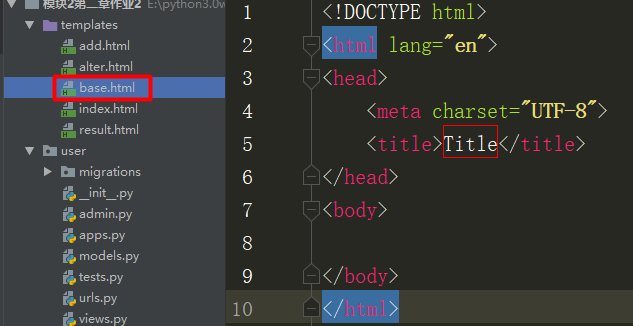 模块2第二章作业2 E:\python3.0w
templates
add.html
alter.html
base.html
index.html
result.html
user
migrations
__init__.py
admin.py
apps.py
models.py
tests.py
urls.py
views.py
1 <!DOCTYPE html>
2 <html lang="en">
3 <head>
4 <meta charset="UTF-8">
5 <title>Title</title>
6 </head>
7 <body>
8
9 </body>
10 </html>